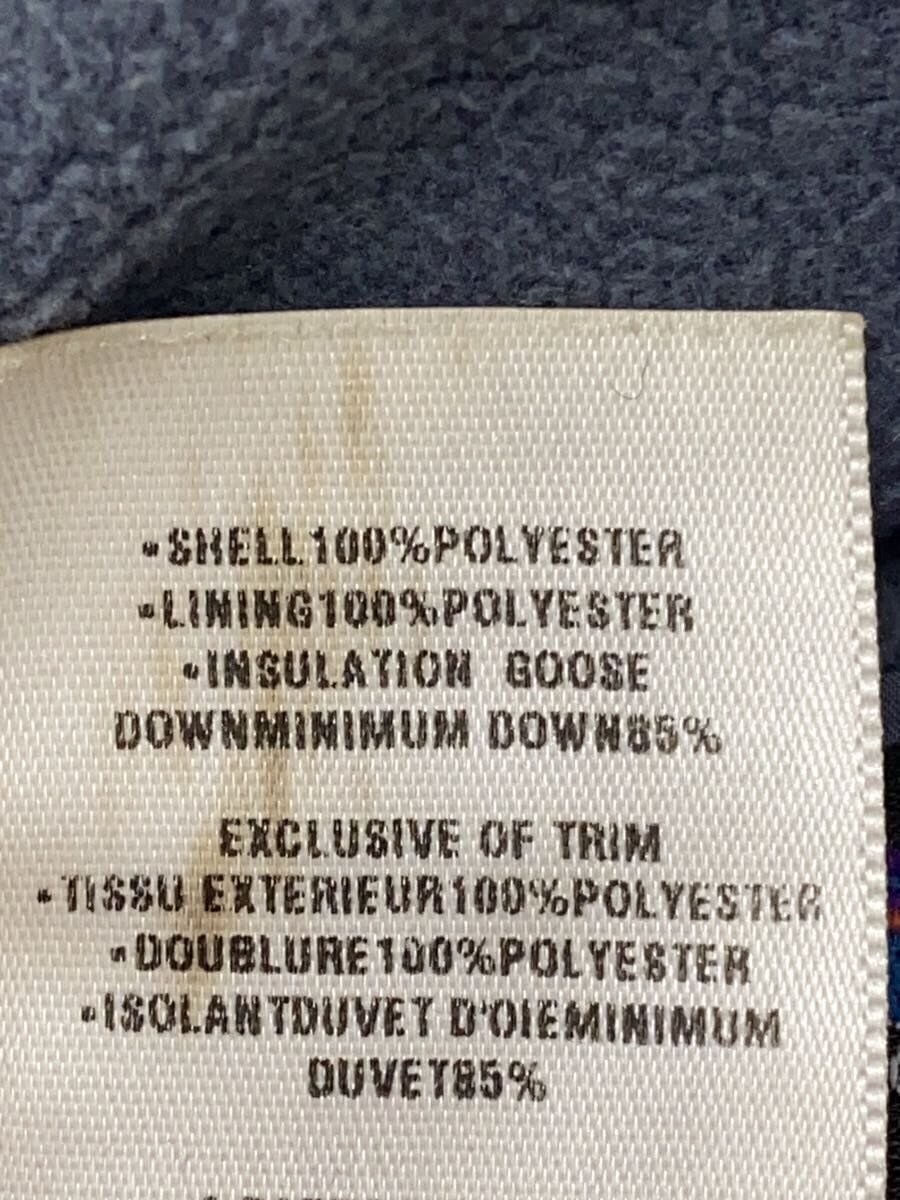 •SHELL100%POLYESTER
•LINING100%POLYESTER
•INSULATION GOOSE
DOWNMINIMUM DOWN85%
EXCLUSIVE OF TRIM
•TISSU EXTERIEUR100%POLYESTER
•DOUBLURE100%POLYESTER
•ISOLANTDUVET D'OIEMINIMUM
DUVET85%